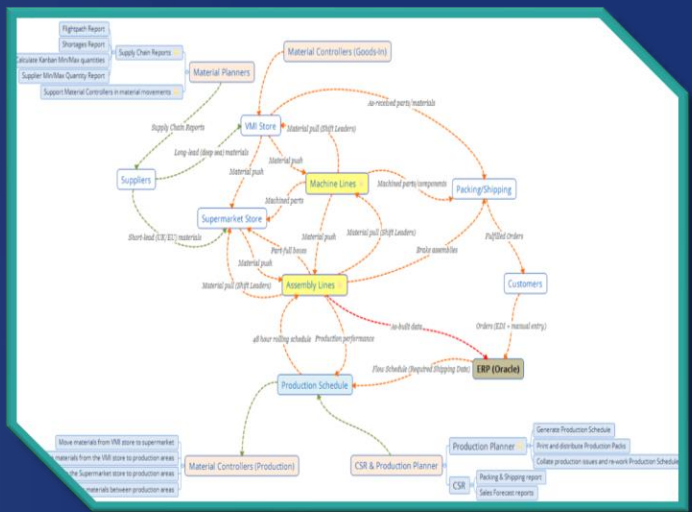 Flightpath Report
Shortages Report
Supply Chain Reports
Calculate Kanban Min/Max quantities
Supplier Min/Max Quantity Report
Support Material Controllers in material movements
Material Planners
Material Controllers (Goods-In)
As-received parts/materials
Supply Chain Reports
VMI Store
Material pull (Shift Leaders)
Long-lead (deep sea) materials
Material push
Suppliers
Material push
Machine Lines
Machined parts/components
Packing/Shipping
Machined parts
Supermarket Store
Short-lead (UK/EU) materials
Material push
Material pull (Shift Leaders)
Fulfilled Orders
Part-full boxes
Brake assemblies
Material push
Material pull (Shift Leaders)
Assembly Lines
Customers
As-built data
Orders (EDI + manual entry)
48-hour rolling schedule
Production performance
Flow Schedule (Required Shipping Date)
ERP (Oracle)
Production Schedule
Move materials from VMI store to supermarket
materials from the VMI to production areas
the Supermarket store to production areas
materials between production areas
Material Controllers (Production)
CSR & Production Planner
Production Planner
Generate Production Schedule
Print and distribute Production Packs
Collate production issues and re-work Production Schedule
CSR
Packing & Shipping report
Sales Forecast reports